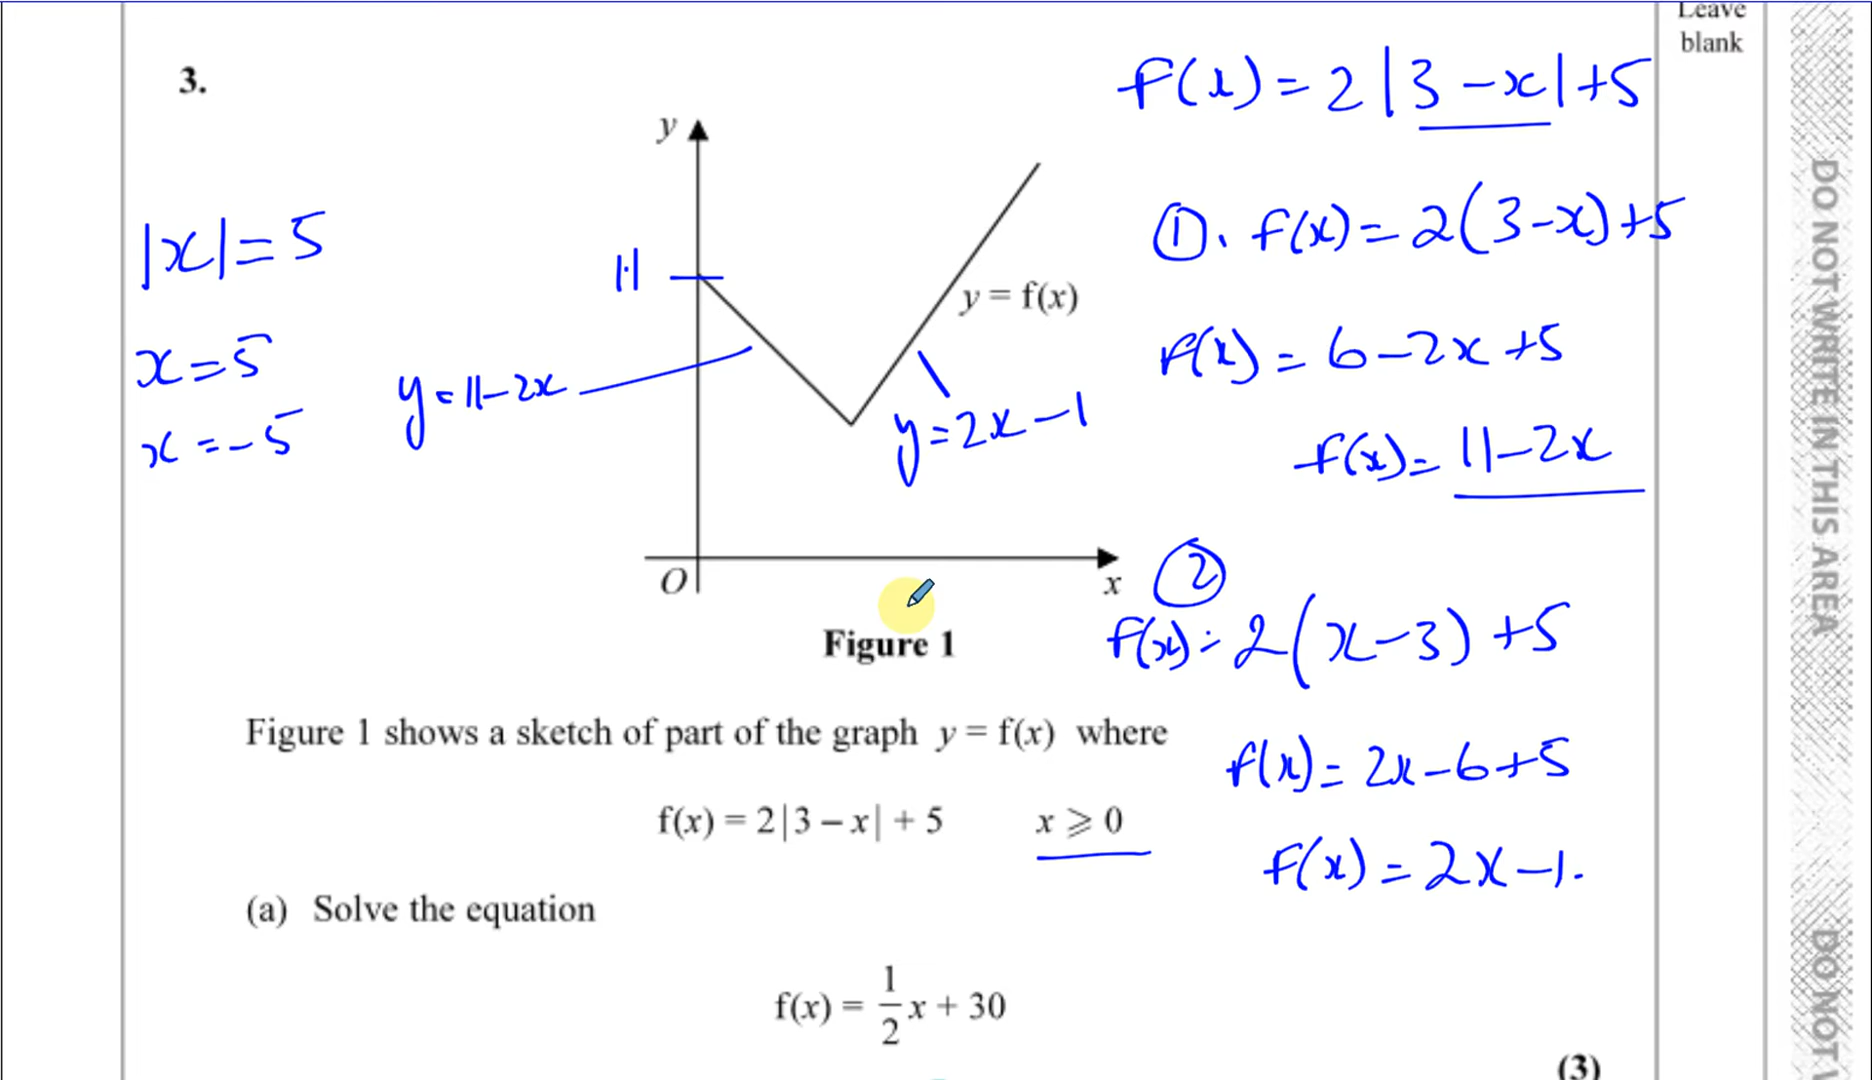 Leave
blank
3.
f(x) = 2|3 - x| + 5
y
|x| = 5
①. f(x) = 2(3-x)+5
11
y = f(x)
x = 5
f(x) = 6-2x+5
y = 11-2x
y = 2x-1
x = -5
f(x) = 11-2x
O
x
②
f(x) = 2(x-3)+5
Figure 1
Figure 1 shows a sketch of part of the graph y = f(x) where
f(x) = 2x-6+5
f(x) = 2|3 – x| + 5 x ⩾ 0
f(x) = 2x-1.
(a) Solve the equation
f(x) = 1/2 x + 30
(3)
DO NOT WRITE IN THIS AREA
DO NOT